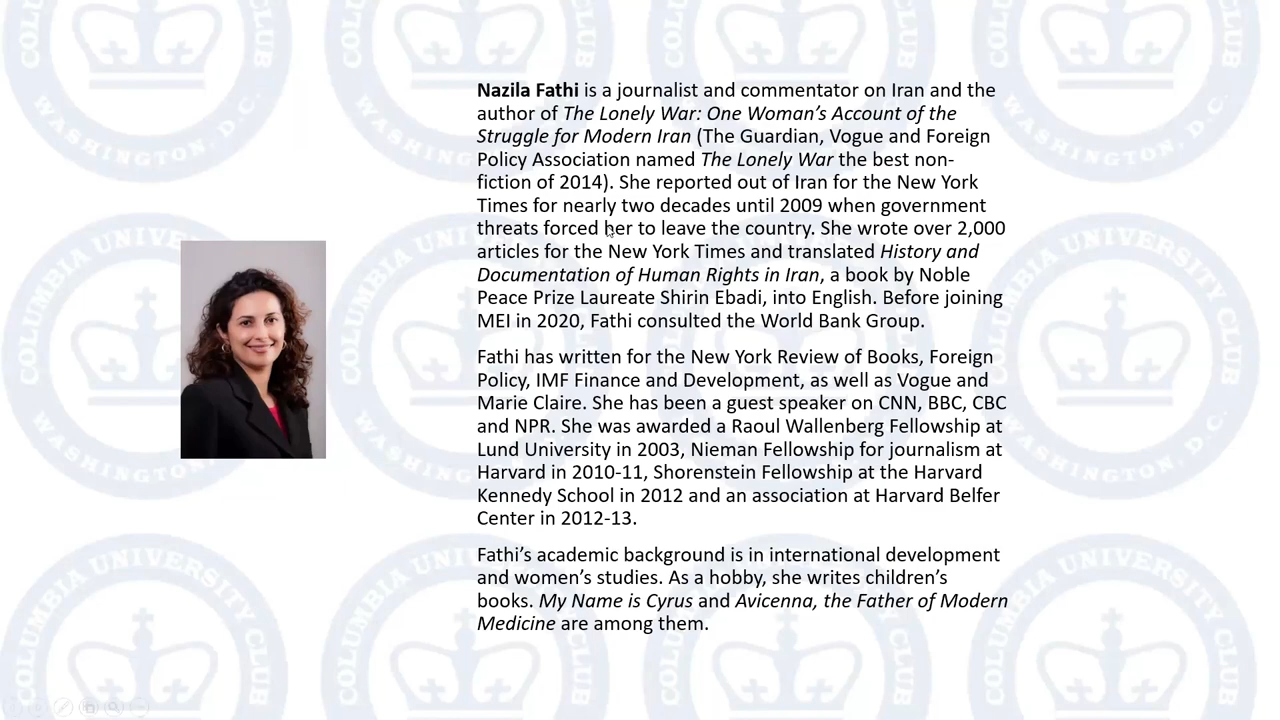 Nazila Fathi is a journalist and commentator on Iran and the
author of The Lonely War: One Woman’s Account of the
Struggle for Modern Iran (The Guardian, Vogue and Foreign
Policy Association named The Lonely War the best non-
fiction of 2014). She reported out of Iran for the New York
Times for nearly two decades until 2009 when government
threats forced her to leave the country. She wrote over 2,000
articles for the New York Times and translated History and
Documentation of Human Rights in Iran, a book by Noble
Peace Prize Laureate Shirin Ebadi, into English. Before joining
MEI in 2020, Fathi consulted the World Bank Group.
Fathi has written for the New York Review of Books, Foreign
Policy, IMF Finance and Development, as well as Vogue and
Marie Claire. She has been a guest speaker on CNN, BBC, CBC
and NPR. She was awarded a Raoul Wallenberg Fellowship at
Lund University in 2003, Nieman Fellowship for journalism at
Harvard in 2010-11, Shorenstein Fellowship at the Harvard
Kennedy School in 2012 and an association at Harvard Belfer
Center in 2012-13.
Fathi’s academic background is in international development
and women’s studies. As a hobby, she writes children’s
books. My Name is Cyrus and Avicenna, the Father of Modern
Medicine are among them.
COLUMBIA UNIVERSITY CLUB
WASHINGTON, D.C.